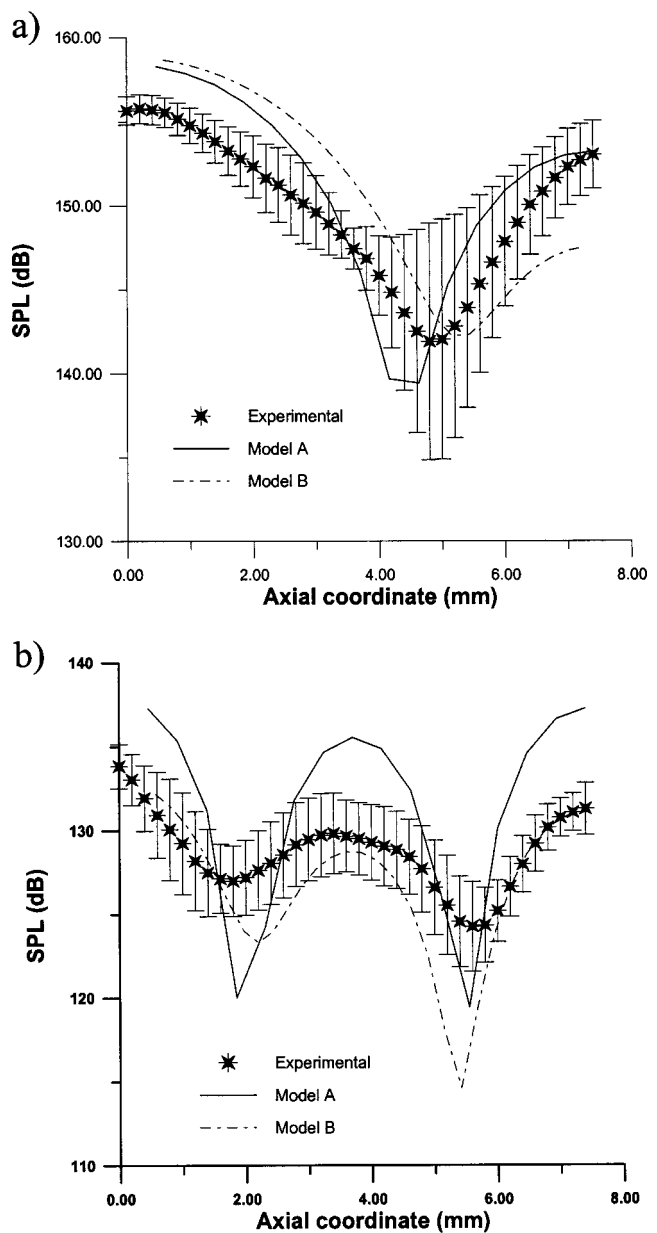 a)
160.00
150.00
140.00
130.00
SPL (dB)
Experimental
Model A
Model B
0.00 2.00 4.00 6.00 8.00
Axial coordinate (mm)
b)
140
130
120
110
SPL (dB)
Experimental
Model A
Model B
0.00 2.00 4.00 6.00 8.00
Axial coordinate (mm)